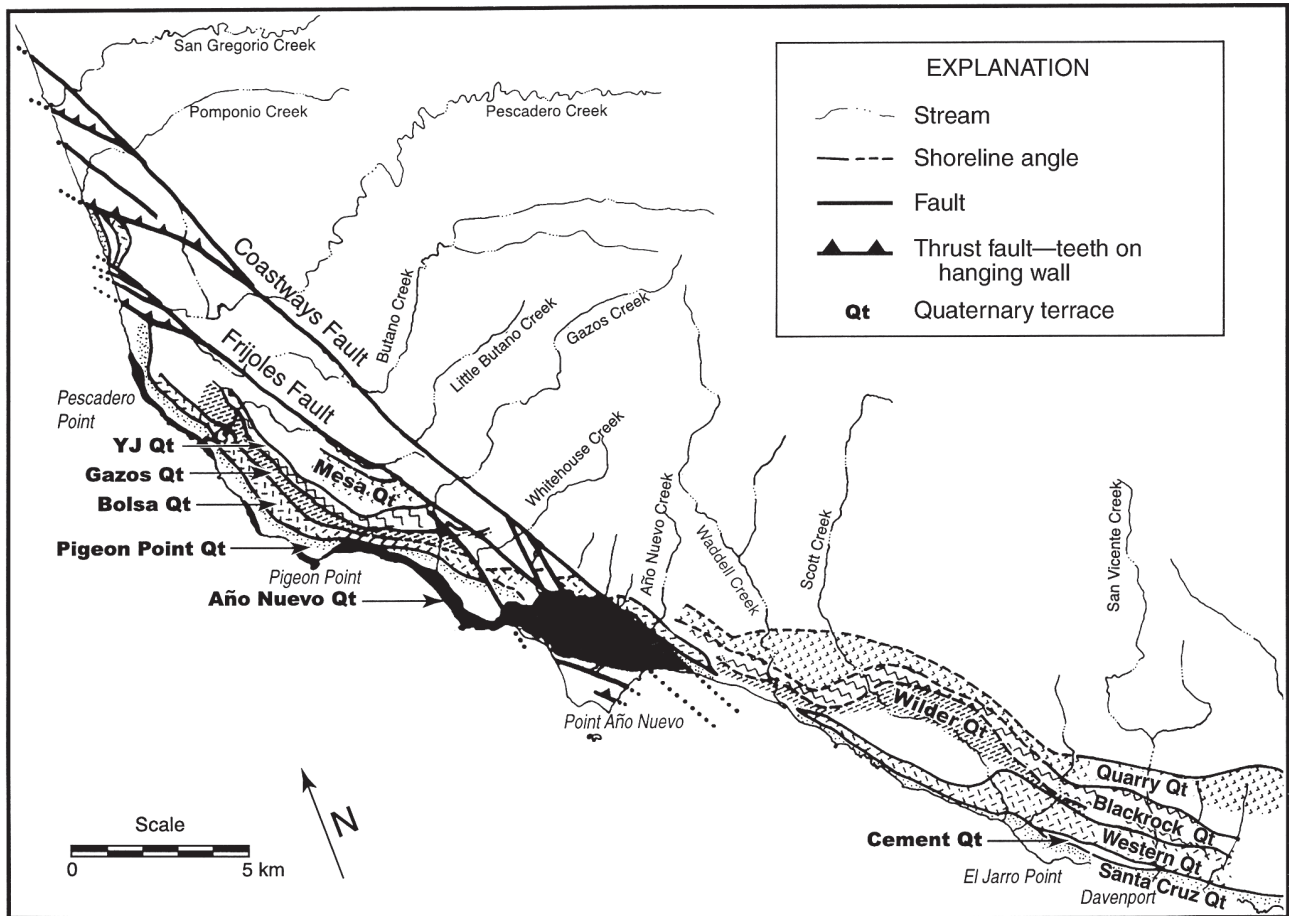 San Gregorio Creek
Pomponio Creek
Pescadero Creek
EXPLANATION
Stream
Shoreline angle
Fault
Thrust fault—teeth on
hanging wall
Qt
Quaternary terrace
Coastways Fault
Frijoles Fault
Butano Creek
Little Butano Creek
Gazos Creek
Whitehouse Creek
Año Nuevo Creek
Waddell Creek
Scott Creek
San Vicente Creek
Pescadero
Point
YJ Qt
Gazos Qt
Bolsa Qt
Mesa Qt
Pigeon Point Qt
Pigeon Point
Año Nuevo Qt
Point Año Nuevo
Wilder Qt
Quarry Qt
Blackrock Qt
Western Qt
Cement Qt
Santa Cruz Qt
El Jarro Point
Davenport
N
Scale
0
5 km